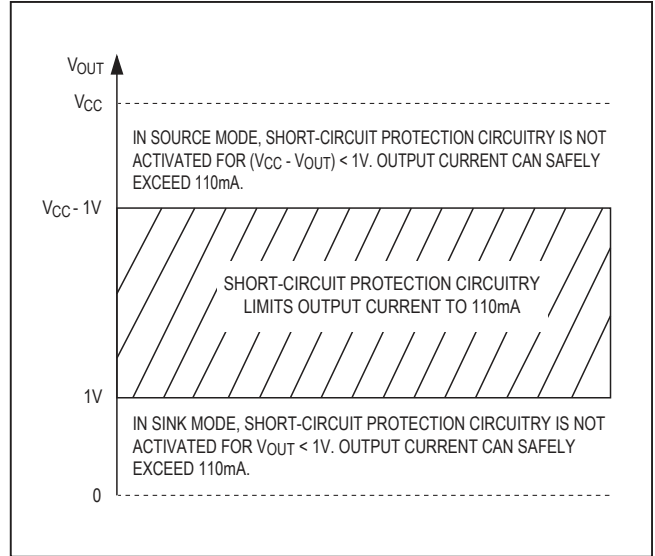 VOUT
VCC
IN SOURCE MODE, SHORT-CIRCUIT PROTECTION CIRCUITRY IS NOT
ACTIVATED FOR (VCC - VOUT) < 1V. OUTPUT CURRENT CAN SAFELY
EXCEED 110mA.
VCC - 1V
SHORT-CIRCUIT PROTECTION CIRCUITRY
LIMITS OUTPUT CURRENT TO 110mA
1V
IN SINK MODE, SHORT-CIRCUIT PROTECTION CIRCUITRY IS NOT
ACTIVATED FOR VOUT < 1V. OUTPUT CURRENT CAN SAFELY
EXCEED 110mA.
0